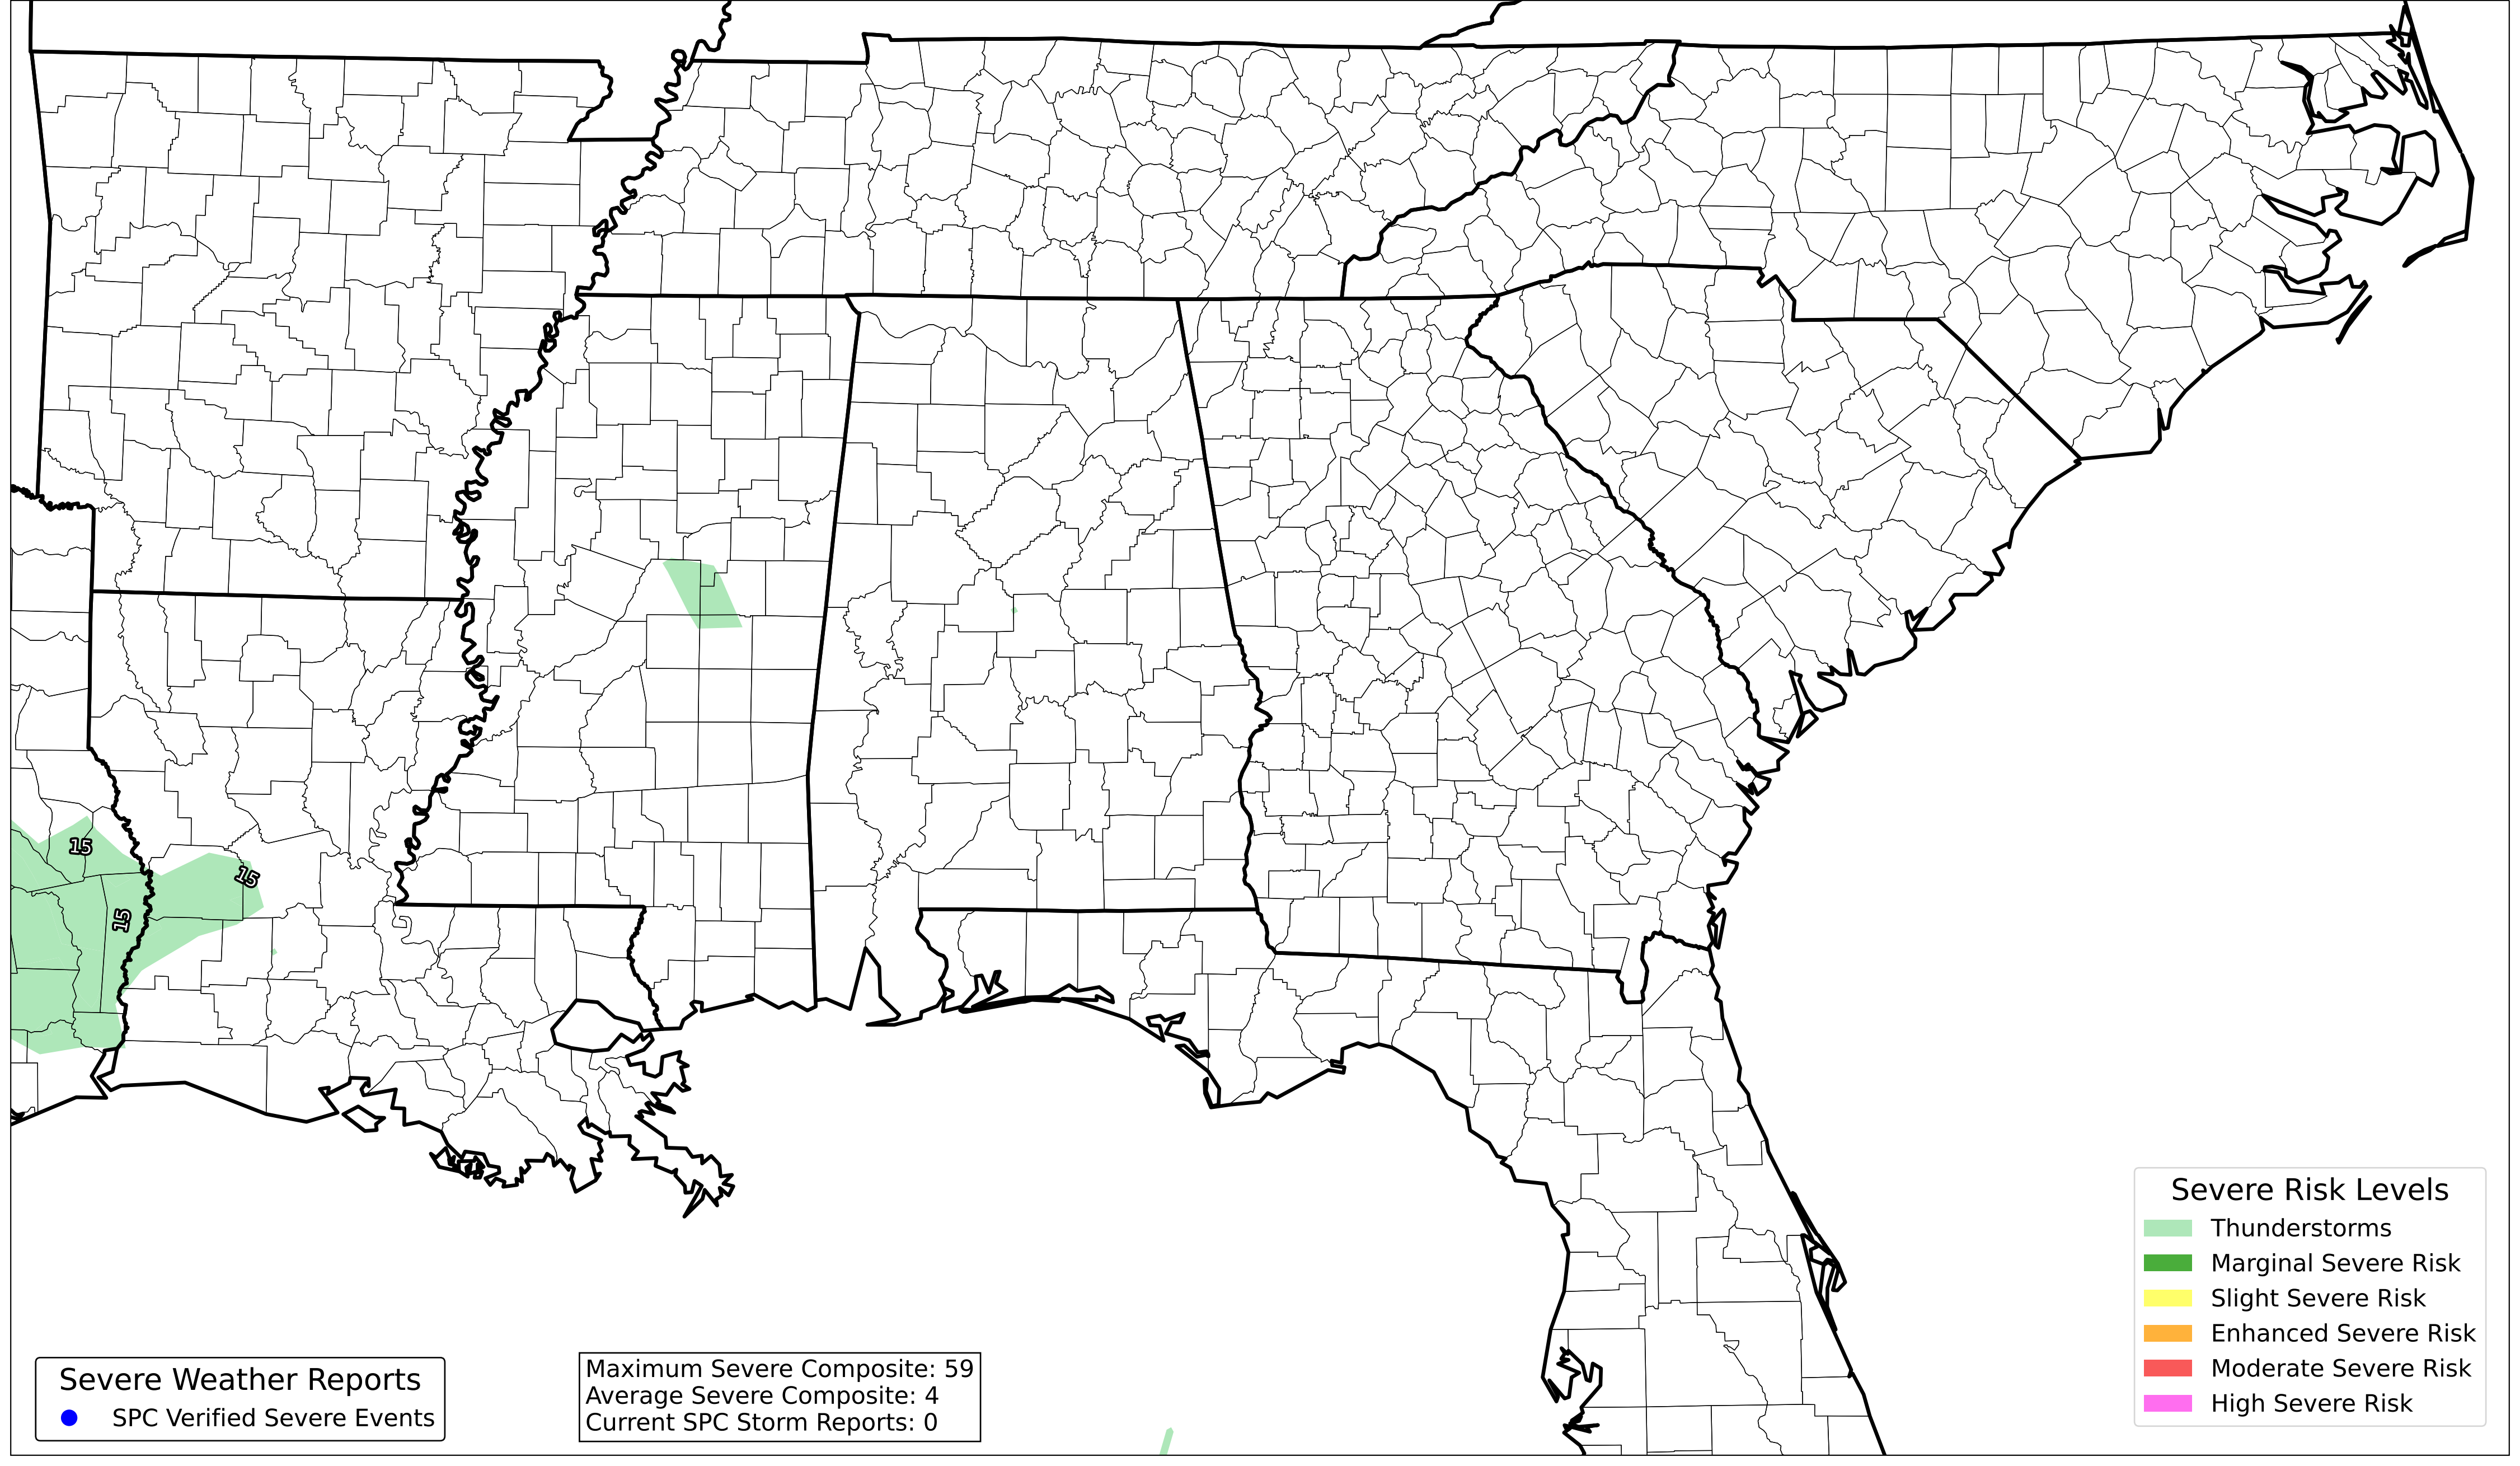 15
15
15
Severe Risk Levels
Thunderstorms
Marginal Severe Risk
Slight Severe Risk
Enhanced Severe Risk
Moderate Severe Risk
High Severe Risk
Severe Weather Reports
SPC Verified Severe Events
Maximum Severe Composite: 59
Average Severe Composite: 4
Current SPC Storm Reports: 0